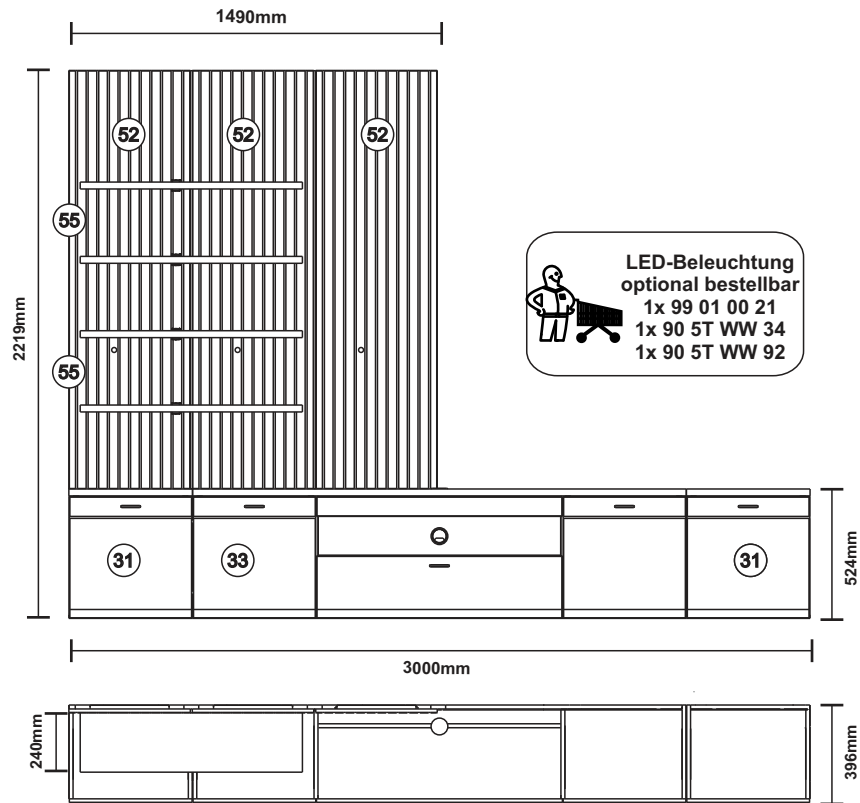 1490mm
52 52 52
55
2219mm
55
LED-Beleuchtung
optional bestellbar
1x 99 01 00 21
1x 90 5T WW 34
1x 90 5T WW 92
31 33 31
524mm
3000mm
240mm
396mm